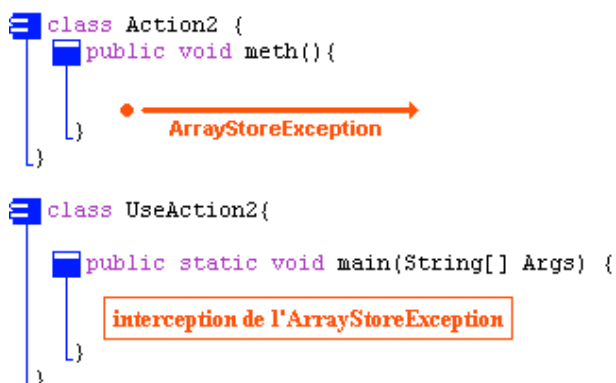 class Action2 {
public void meth(){
ArrayStoreException
}
}
class UseAction2{
public static void main(String[] Args) {
interception de l'ArrayStoreException
}
}